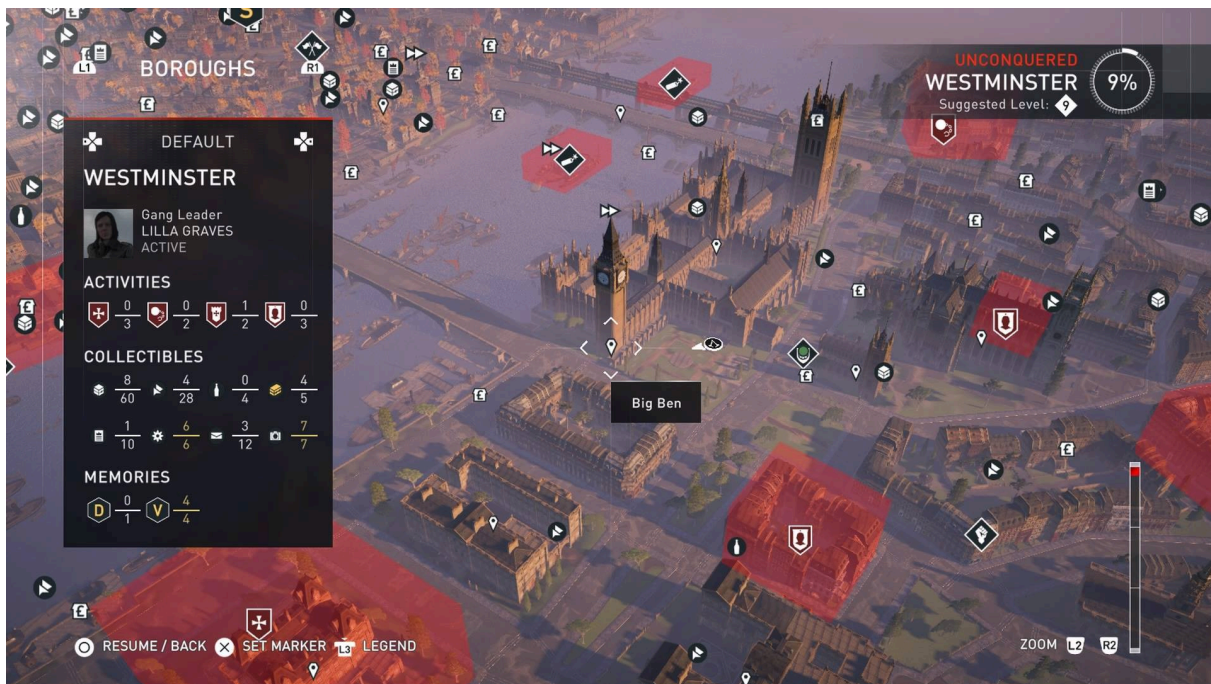 S
L1
BOROUGHS
R1
UNCONQUERED
WESTMINSTER
Suggested Level: 9
9%
DEFAULT
WESTMINSTER
Gang Leader
LILLA GRAVES
ACTIVE
ACTIVITIES
0 0 1 0
3 2 2 3
COLLECTIBLES
8 4 0 4
60 28 4 5
1 6 3 7
10 6 12 7
MEMORIES
D 0 V 4
1 4
Big Ben
RESUME / BACK
SET MARKER
L3 LEGEND
ZOOM L2 R2